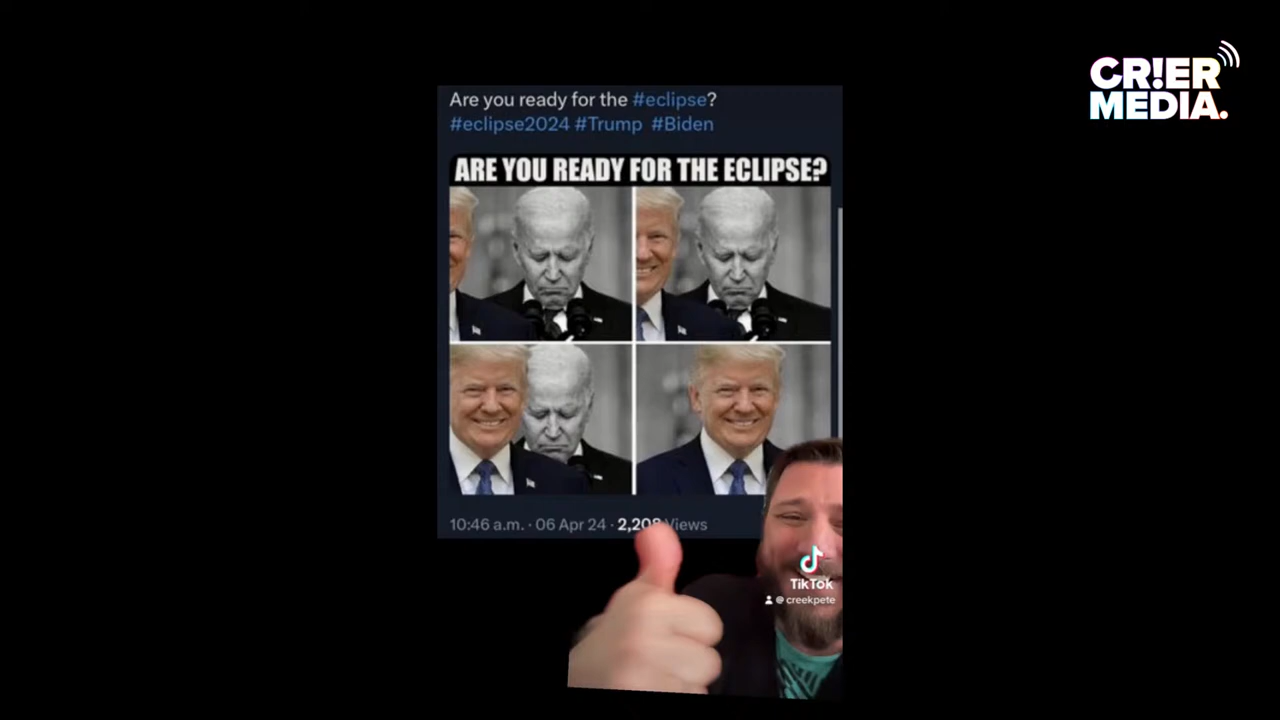 CR!ER
MEDIA.
Are you ready for the #eclipse?
#eclipse2024 #Trump #Biden
ARE YOU READY FOR THE ECLIPSE?
10:46 a.m. · 06 Apr 24 · 2,208 Views
TikTok
@creekpete